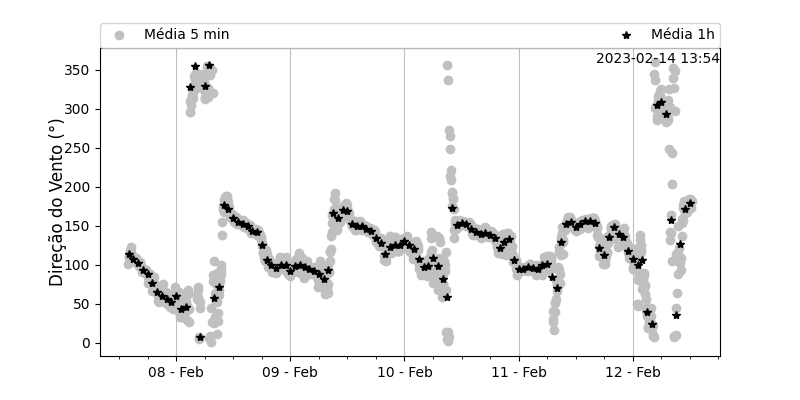 Média 5 min
Média 1h
2023-02-14 13:54
Direção do Vento (°)
350
300
250
200
150
100
50
0
08 - Feb
09 - Feb
10 - Feb
11 - Feb
12 - Feb